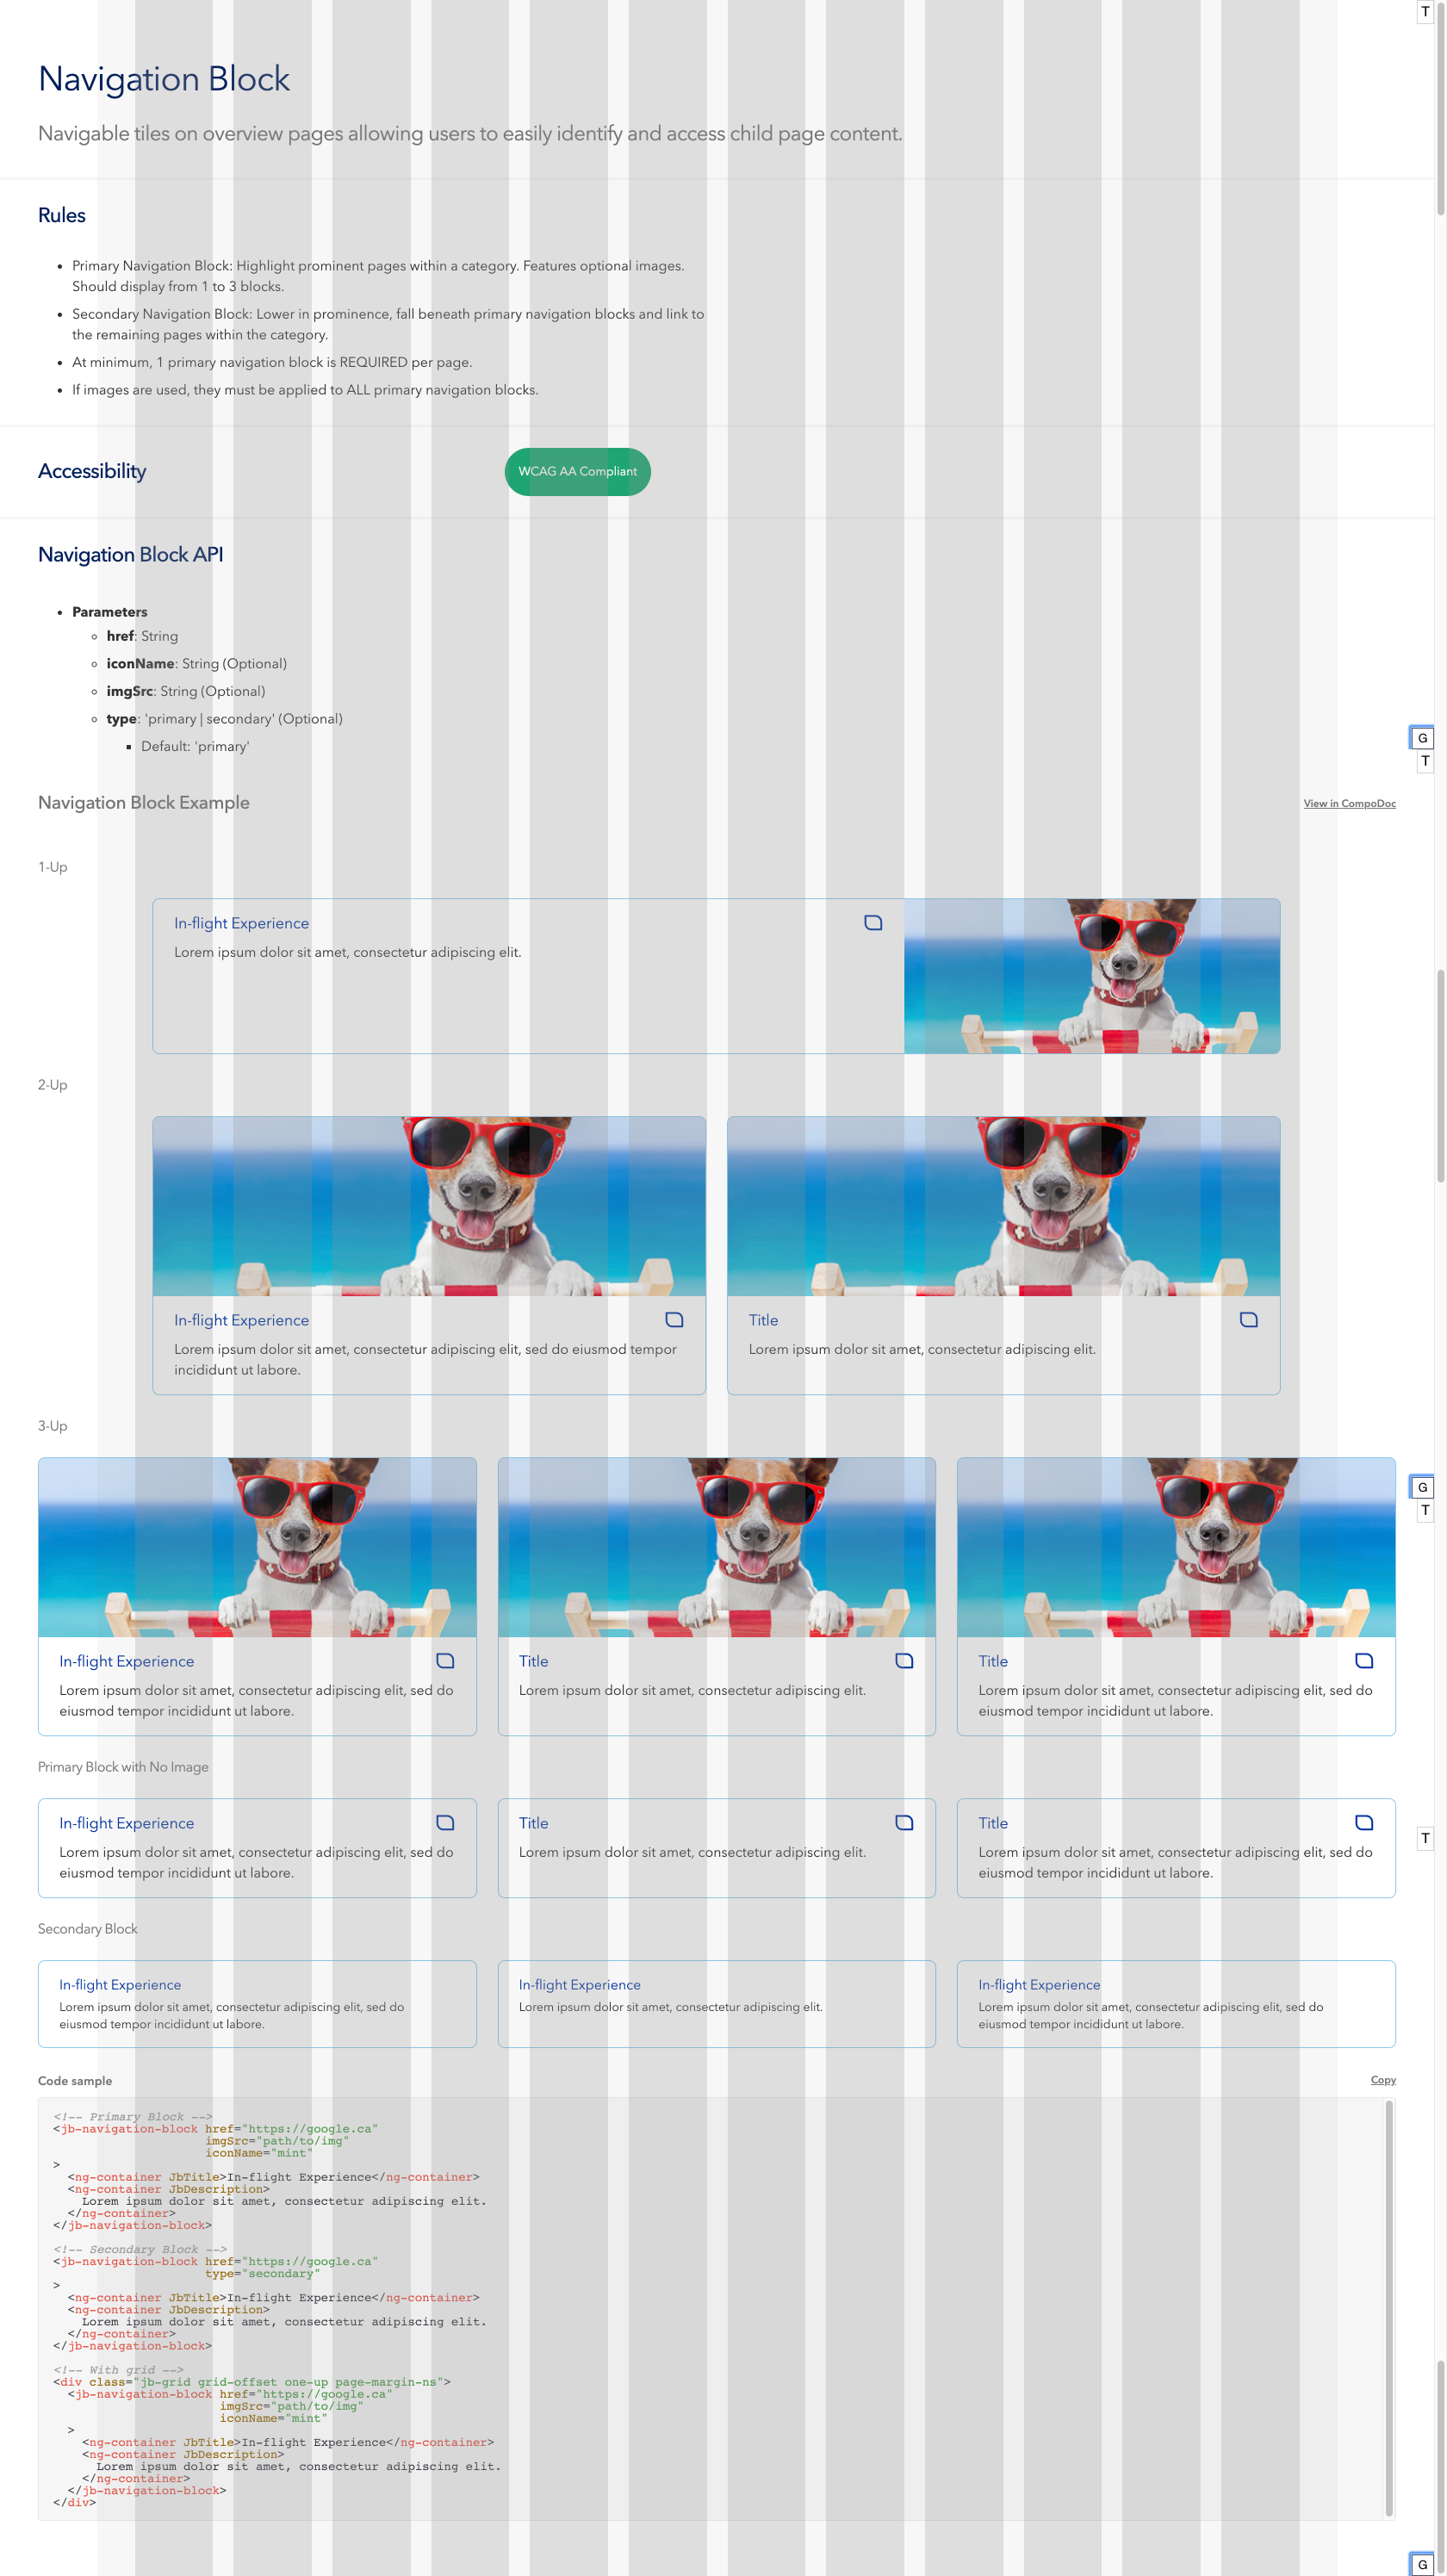 T
Navigation Block
Navigable tiles on overview pages allowing users to easily identify and access child page content.
Rules
• Primary Navigation Block: Highlight prominent pages within a category. Features optional images.
Should display from 1 to 3 blocks.
• Secondary Navigation Block: Lower in prominence, fall beneath primary navigation blocks and link to
the remaining pages within the category.
• At minimum, 1 primary navigation block is REQUIRED per page.
• If images are used, they must be applied to ALL primary navigation blocks.
Accessibility
WCAG AA Compliant
Navigation Block API
• Parameters
◦ href: String
◦ iconName: String (Optional)
◦ imgSrc: String (Optional)
◦ type: 'primary | secondary' (Optional)
▪ Default: 'primary'
G
T
Navigation Block Example
View in CompoDoc
1-Up
In-flight Experience
Lorem ipsum dolor sit amet, consectetur adipiscing elit.
2-Up
In-flight Experience
Lorem ipsum dolor sit amet, consectetur adipiscing elit, sed do eiusmod tempor
incididunt ut labore.
Title
Lorem ipsum dolor sit amet, consectetur adipiscing elit.
3-Up
G
T
In-flight Experience
Lorem ipsum dolor sit amet, consectetur adipiscing elit, sed do
eiusmod tempor incididunt ut labore.
Title
Lorem ipsum dolor sit amet, consectetur adipiscing elit.
Title
Lorem ipsum dolor sit amet, consectetur adipiscing elit, sed do
eiusmod tempor incididunt ut labore.
Primary Block with No Image
In-flight Experience
Lorem ipsum dolor sit amet, consectetur adipiscing elit, sed do
eiusmod tempor incididunt ut labore.
Title
Lorem ipsum dolor sit amet, consectetur adipiscing elit.
Title
Lorem ipsum dolor sit amet, consectetur adipiscing elit, sed do
eiusmod tempor incididunt ut labore.
T
Secondary Block
In-flight Experience
Lorem ipsum dolor sit amet, consectetur adipiscing elit, sed do
eiusmod tempor incididunt ut labore.
In-flight Experience
Lorem ipsum dolor sit amet, consectetur adipiscing elit.
In-flight Experience
Lorem ipsum dolor sit amet, consectetur adipiscing elit, sed do
eiusmod tempor incididunt ut labore.
Code sample
Copy
<!-- Primary Block -->
<jb-navigation-block href="https://google.ca"
                     imgSrc="path/to/img"
                     iconName="mint"
>
  <ng-container JbTitle>In-flight Experience</ng-container>
  <ng-container JbDescription>
    Lorem ipsum dolor sit amet, consectetur adipiscing elit.
  </ng-container>
</jb-navigation-block>
<!-- Secondary Block -->
<jb-navigation-block href="https://google.ca"
                     type="secondary"
>
  <ng-container JbTitle>In-flight Experience</ng-container>
  <ng-container JbDescription>
    Lorem ipsum dolor sit amet, consectetur adipiscing elit.
  </ng-container>
</jb-navigation-block>
<!-- With grid -->
<div class="jb-grid grid-offset one-up page-margin-ns">
  <jb-navigation-block href="https://google.ca"
                       imgSrc="path/to/img"
                       iconName="mint"
  >
    <ng-container JbTitle>In-flight Experience</ng-container>
    <ng-container JbDescription>
      Lorem ipsum dolor sit amet, consectetur adipiscing elit.
    </ng-container>
  </jb-navigation-block>
</div>
G